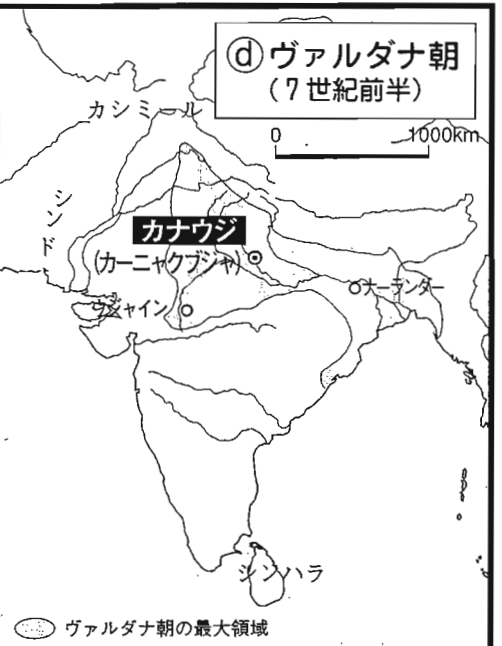 ⓓヴァルダナ朝
(7世紀前半)
カシミール
0 1000km
シンド
カナウジ
(カーニャクブジャ)
ナーランダー
ウジャイン
シンハラ
ヴァルダナ朝の最大領域